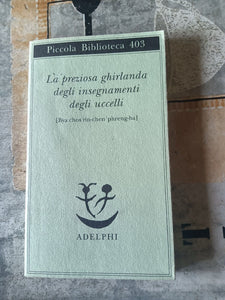 Piccola Biblioteca 403
La preziosa ghirlanda
degli insegnamenti
degli uccelli
[Bya chos rin-chen 'phreng-ba]
ADELPHI